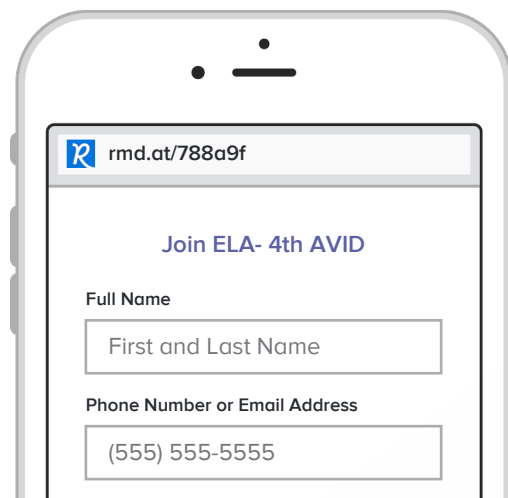 rmd.at/788a9f
Join ELA- 4th AVID
Full Name
First and Last Name
Phone Number or Email Address
(555) 555-5555